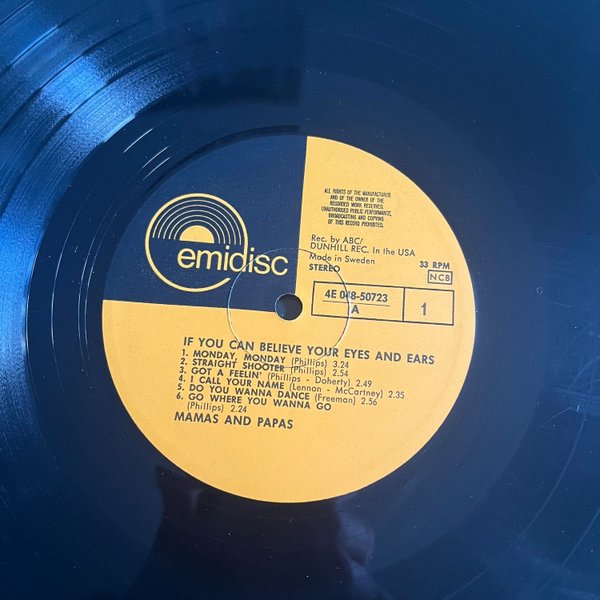 ALL RIGHTS OF THE MANUFACTURER
AND OF THE OWNER OF THE
RECORDED WORK RESERVED.
UNAUTHORISED PUBLIC PERFORMANCE,
BROADCASTING AND COPYING
OF THIS RECORD PROHIBITED.
emidisc
Rec. by ABC/
DUNHILL REC. In the USA
Made in Sweden
33 RPM
STEREO
NCB
4E 048-50723
A
1
IF YOU CAN BELIEVE YOUR EYES AND EARS
1. MONDAY, MONDAY (Phillips) 3.24
2. STRAIGHT SHOOTER (Phillips) 2.54
3. GOT A FEELIN' (Phillips - Doherty) 2.49
4. I CALL YOUR NAME (Lennon - McCartney) 2.35
5. DO YOU WANNA DANCE (Freeman) 2.56
6. GO WHERE YOU WANNA GO
(Phillips) 2.24
MAMAS AND PAPAS